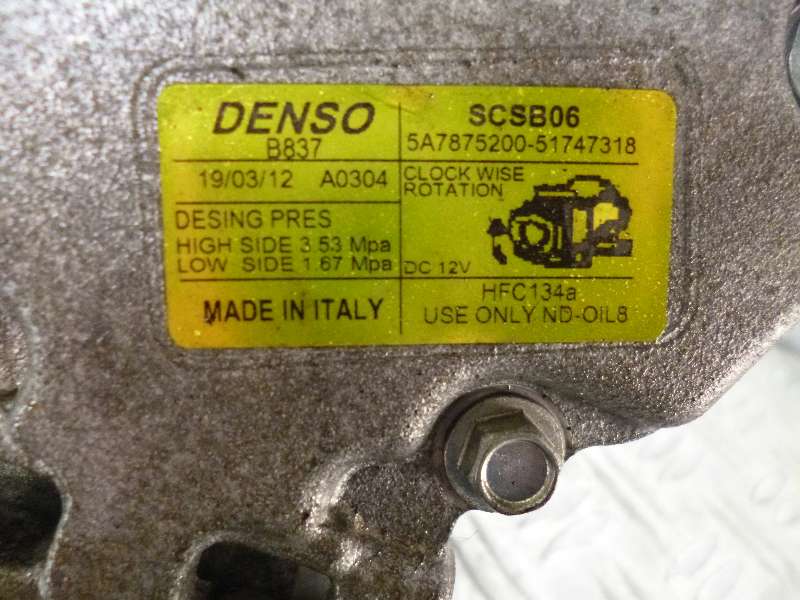 DENSO
B837
SCSB06
5A7875200-51747318
19/03/12 A0304
CLOCK WISE
ROTATION
DESING PRES
HIGH SIDE 3.53 Mpa
LOW SIDE 1.67 Mpa
DC 12V
MADE IN ITALY
HFC134a
USE ONLY ND-OIL8